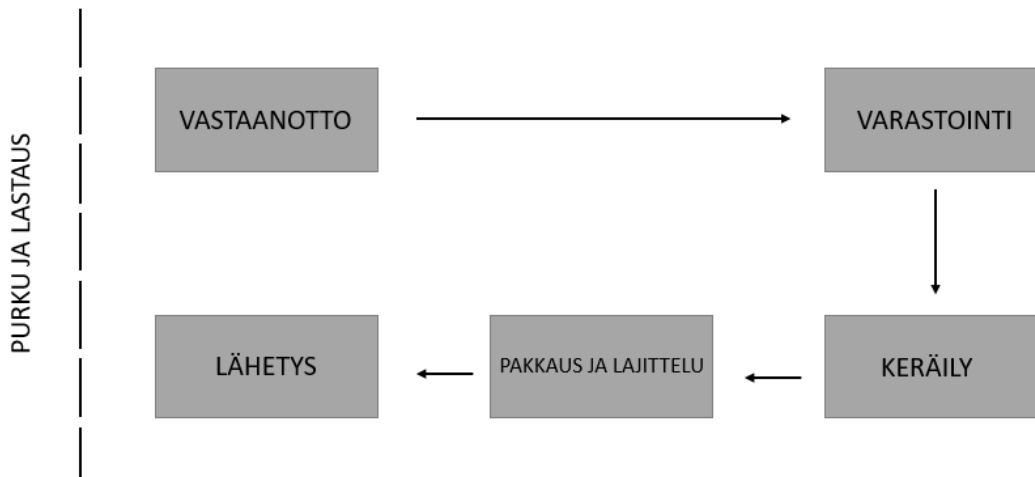 PURKU JA LASTAUS
VASTAANOTTO
VARASTOINTI
LÄHETYS
PAKKAUS JA LAJITTELU
KERÄILY